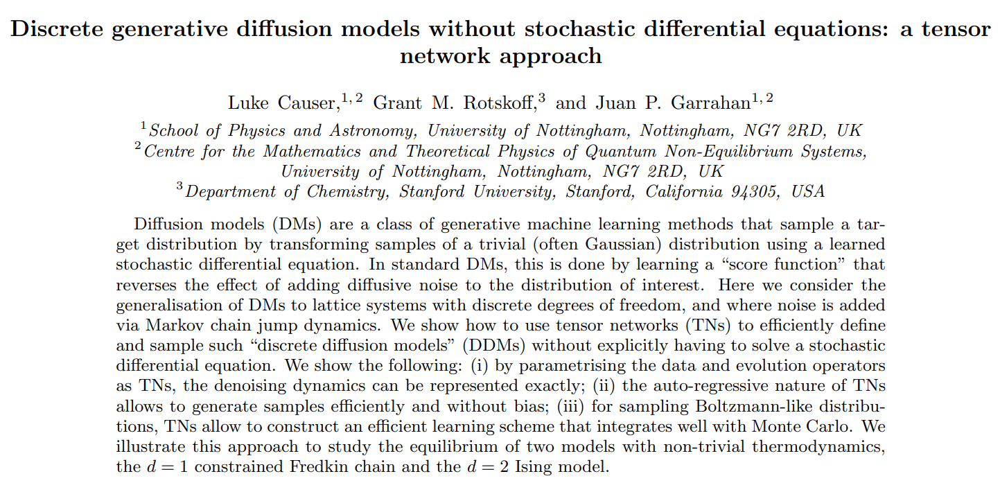 Discrete generative diffusion models without stochastic differential equations: a tensor
network approach
Luke Causer,1, 2 Grant M. Rotskoff,3 and Juan P. Garrahan1, 2
1School of Physics and Astronomy, University of Nottingham, Nottingham, NG7 2RD, UK
2Centre for the Mathematics and Theoretical Physics of Quantum Non-Equilibrium Systems,
University of Nottingham, Nottingham, NG7 2RD, UK
3Department of Chemistry, Stanford University, Stanford, California 94305, USA
Diffusion models (DMs) are a class of generative machine learning methods that sample a tar-
get distribution by transforming samples of a trivial (often Gaussian) distribution using a learned
stochastic differential equation. In standard DMs, this is done by learning a “score function” that
reverses the effect of adding diffusive noise to the distribution of interest. Here we consider the
generalisation of DMs to lattice systems with discrete degrees of freedom, and where noise is added
via Markov chain jump dynamics. We show how to use tensor networks (TNs) to efficiently define
and sample such “discrete diffusion models” (DDMs) without explicitly having to solve a stochastic
differential equation. We show the following: (i) by parametrising the data and evolution operators
as TNs, the denoising dynamics can be represented exactly; (ii) the auto-regressive nature of TNs
allows to generate samples efficiently and without bias; (iii) for sampling Boltzmann-like distribu-
tions, TNs allow to construct an efficient learning scheme that integrates well with Monte Carlo. We
illustrate this approach to study the equilibrium of two models with non-trivial thermodynamics,
the d = 1 constrained Fredkin chain and the d = 2 Ising model.